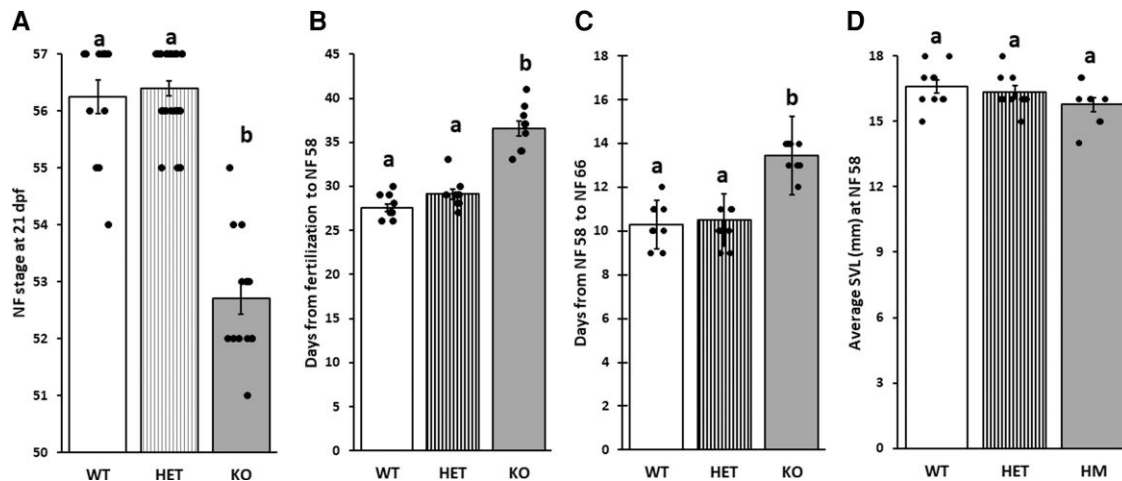 A
NF stage at 21 dpf
57
56
55
54
53
52
51
50
a
a
b
WT
HET
KO
B
Days from fertilization to NF 58
45
40
35
30
25
20
15
10
5
0
a
a
b
WT
HET
KO
C
Days from NF 58 to NF 66
18
16
14
12
10
8
6
4
2
0
a
a
b
WT
HET
KO
D
Average SVL (mm) at NF 58
18
15
12
9
6
3
0
a
a
a
WT
HET
HM